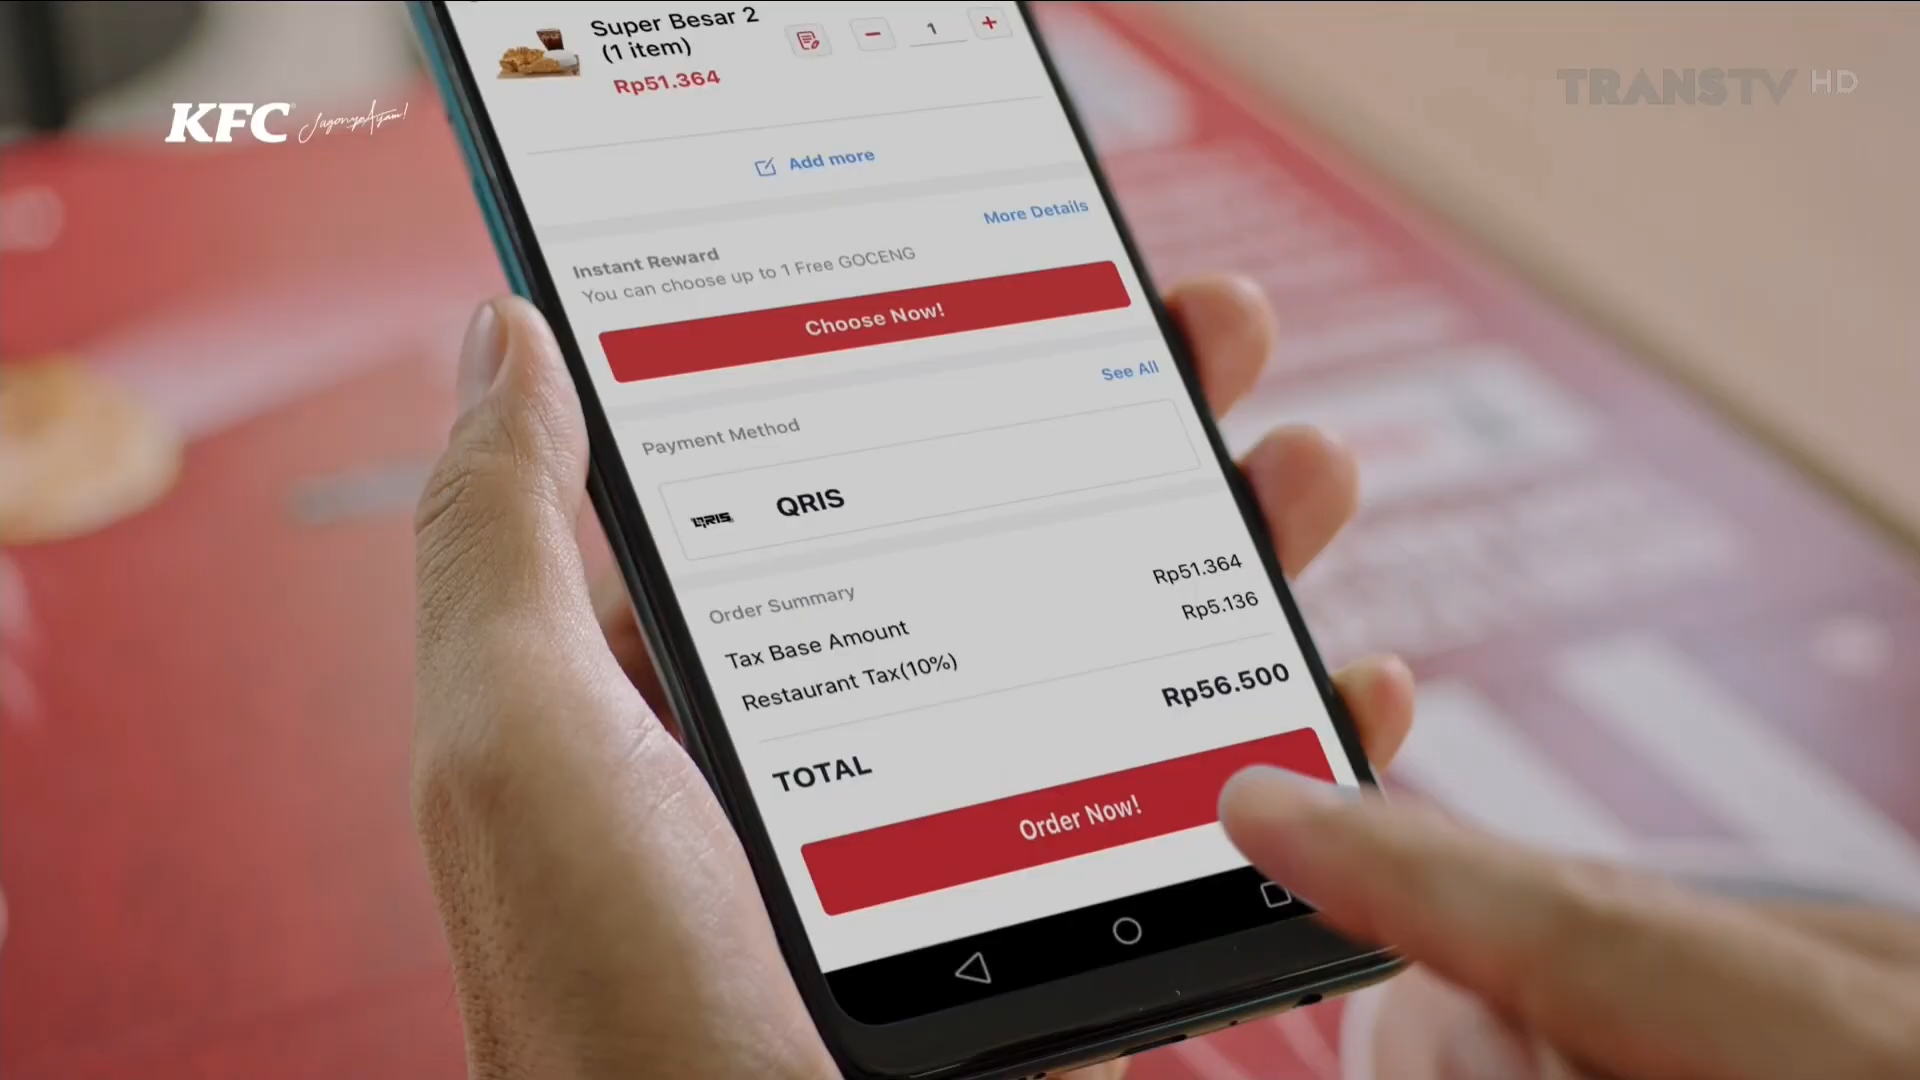 Super Besar 2
(1 item)
1
Rp51.364
KFC Jagonya Ayam!
TRANSTV HD
Add more
More Details
Instant Reward
You can choose up to 1 Free GOCENG
Choose Now!
See All
Payment Method
QRIS QRIS
Order Summary
Tax Base Amount Rp51.364
Restaurant Tax(10%) Rp5.136
TOTAL Rp56.500
Order Now!